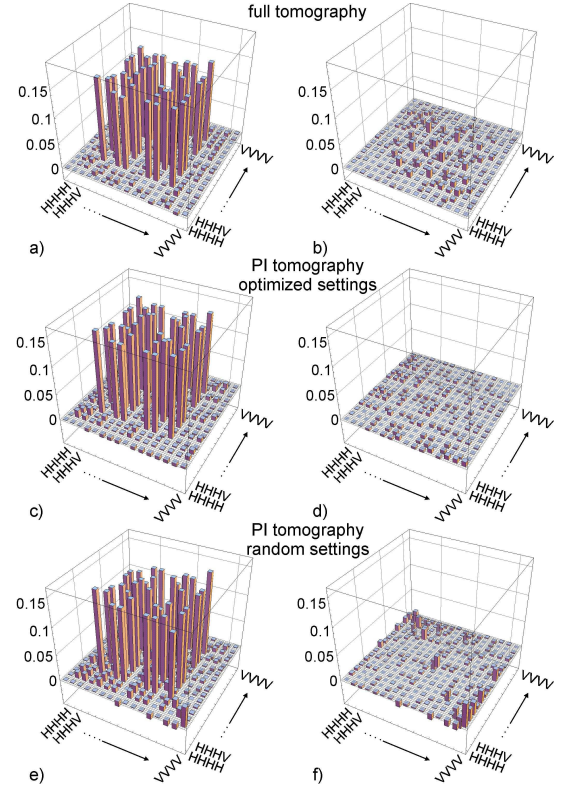 full tomography
0.15
0.1
0.05
0
HHHH
HHHV
......
VVVV
HHHV
HHHH
...
VVVV
a)
0.15
0.1
0.05
0
HHHH
HHHV
......
VVVV
HHHV
HHHH
...
VVVV
b)
PI tomography
optimized settings
0.15
0.1
0.05
0
HHHH
HHHV
......
VVVV
HHHV
HHHH
...
VVVV
c)
0.15
0.1
0.05
0
HHHH
HHHV
......
VVVV
HHHV
HHHH
...
VVVV
d)
PI tomography
random settings
0.15
0.1
0.05
0
HHHH
HHHV
......
VVVV
HHHV
HHHH
...
VVVV
e)
0.15
0.1
0.05
0
HHHH
HHHV
......
VVVV
HHHV
HHHH
...
VVVV
f)